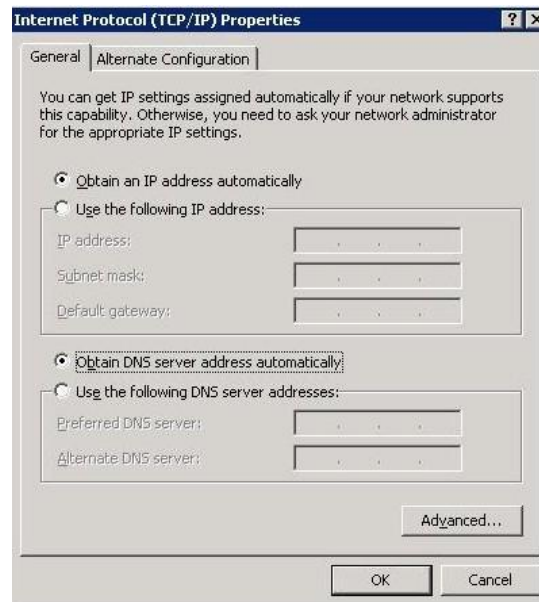 Internet Protocol (TCP/IP) Properties
General
Alternate Configuration
You can get IP settings assigned automatically if your network supports
this capability. Otherwise, you need to ask your network administrator
for the appropriate IP settings.
Obtain an IP address automatically
Use the following IP address:
IP address:
Subnet mask:
Default gateway:
Obtain DNS server address automatically
Use the following DNS server addresses:
Preferred DNS server:
Alternate DNS server:
Advanced...
OK
Cancel